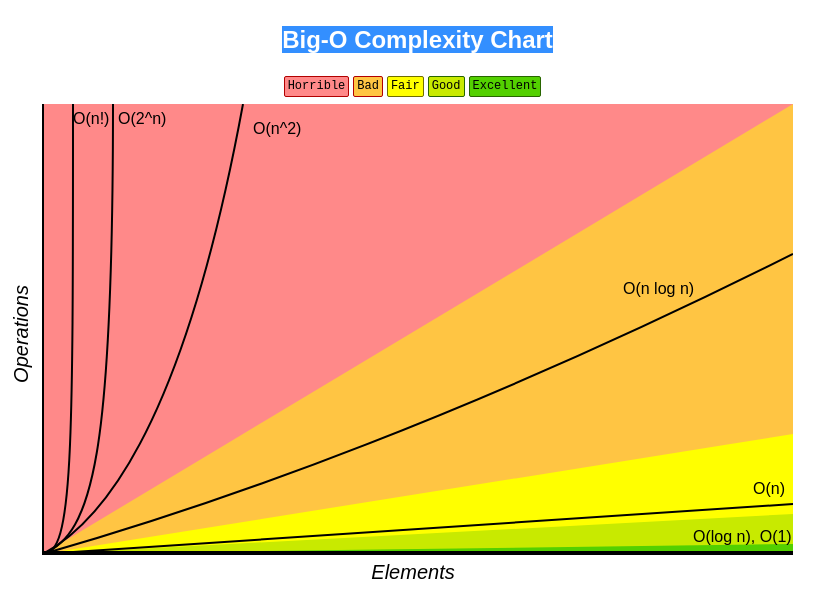 Big-O Complexity Chart
Horrible Bad Fair Good Excellent
O(n!) O(2^n)
O(n^2)
O(n log n)
Operations
O(n)
O(log n), O(1)
Elements